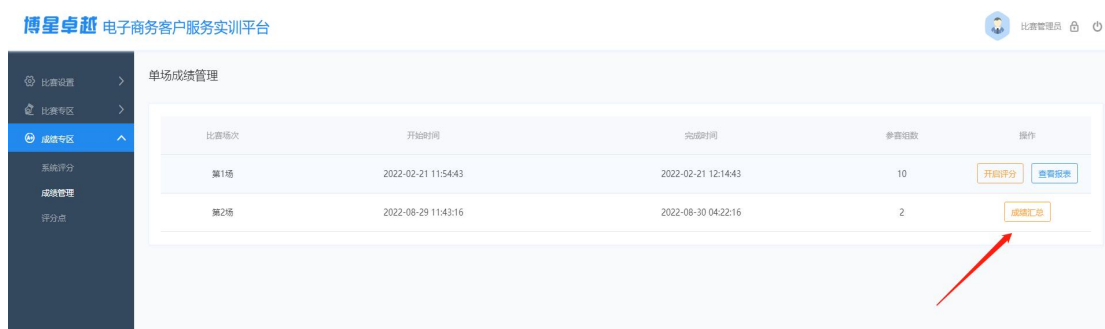 博星卓越 电子商务客户服务实训平台
比赛管理员
比赛设置
比赛专区
成绩专区
系统评分
成绩管理
评分点
单场成绩管理
比赛场次 开始时间 完成时间 参赛组数 操作
第1场 2022-02-21 11:54:43 2022-02-21 12:14:43 10 开启评分 查看报表
第2场 2022-08-29 11:43:16 2022-08-30 04:22:16 2 成绩汇总